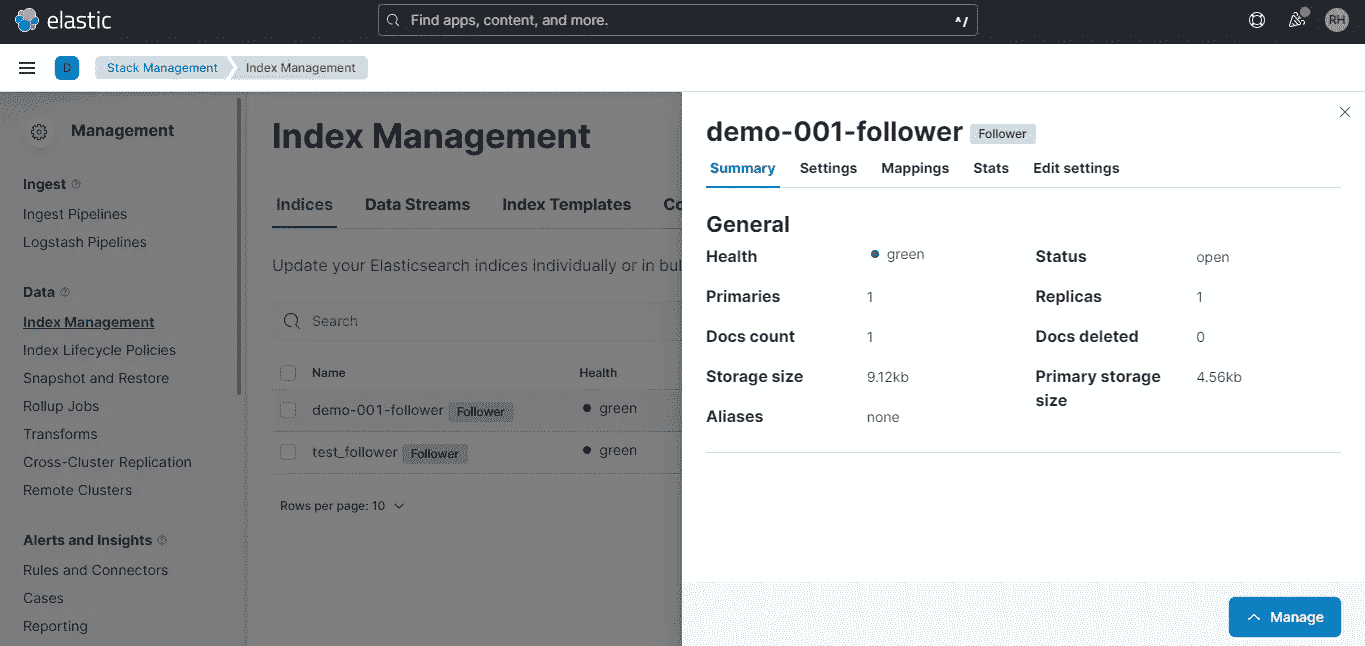 elastic
Find apps, content, and more.
^/
RH
D
Stack Management
Index Management
Management
Ingest
Ingest Pipelines
Logstash Pipelines
Data
Index Management
Index Lifecycle Policies
Snapshot and Restore
Rollup Jobs
Transforms
Cross-Cluster Replication
Remote Clusters
Alerts and Insights
Rules and Connectors
Cases
Reporting
Index Management
Indices Data Streams Index Templates Co
Update your Elasticsearch indices individually or in bul
Search
Name Health
demo-001-follower Follower green
test_follower Follower green
Rows per page: 10
demo-001-follower Follower
Summary Settings Mappings Stats Edit settings
General
Health green Status open
Primaries 1 Replicas 1
Docs count 1 Docs deleted 0
Storage size 9.12kb Primary storage 4.56kb
size
Aliases none
Manage